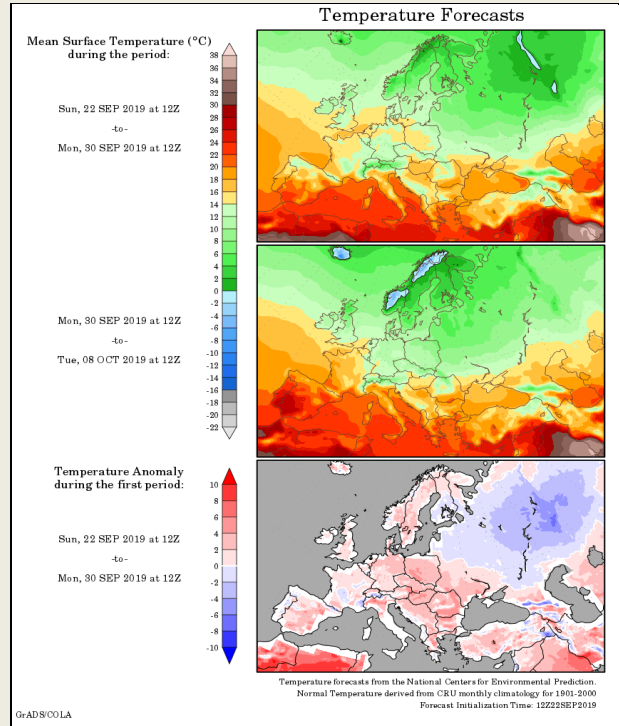 Temperature Forecasts
Mean Surface Temperature (°C)
during the period:
Sun, 22 SEP 2019 at 12Z
-to-
Mon, 30 SEP 2019 at 12Z
38
36
34
32
30
28
26
24
22
20
18
16
14
12
10
8
6
4
2
0
-2
-4
-6
-8
-10
-12
-14
-16
-18
-20
-22
Mon, 30 SEP 2019 at 12Z
-to-
Tue, 08 OCT 2019 at 12Z
Temperature Anomaly
during the first period:
Sun, 22 SEP 2019 at 12Z
-to-
Mon, 30 SEP 2019 at 12Z
10
8
6
4
2
0
-2
-4
-6
-8
-10
Temperature forecasts from the National Centers for Environmental Prediction.
Normal Temperature derived from CRU monthly climatology for 1901-2000
Forecast Initialization Time: 12Z22SEP2019
GrADS/COLA